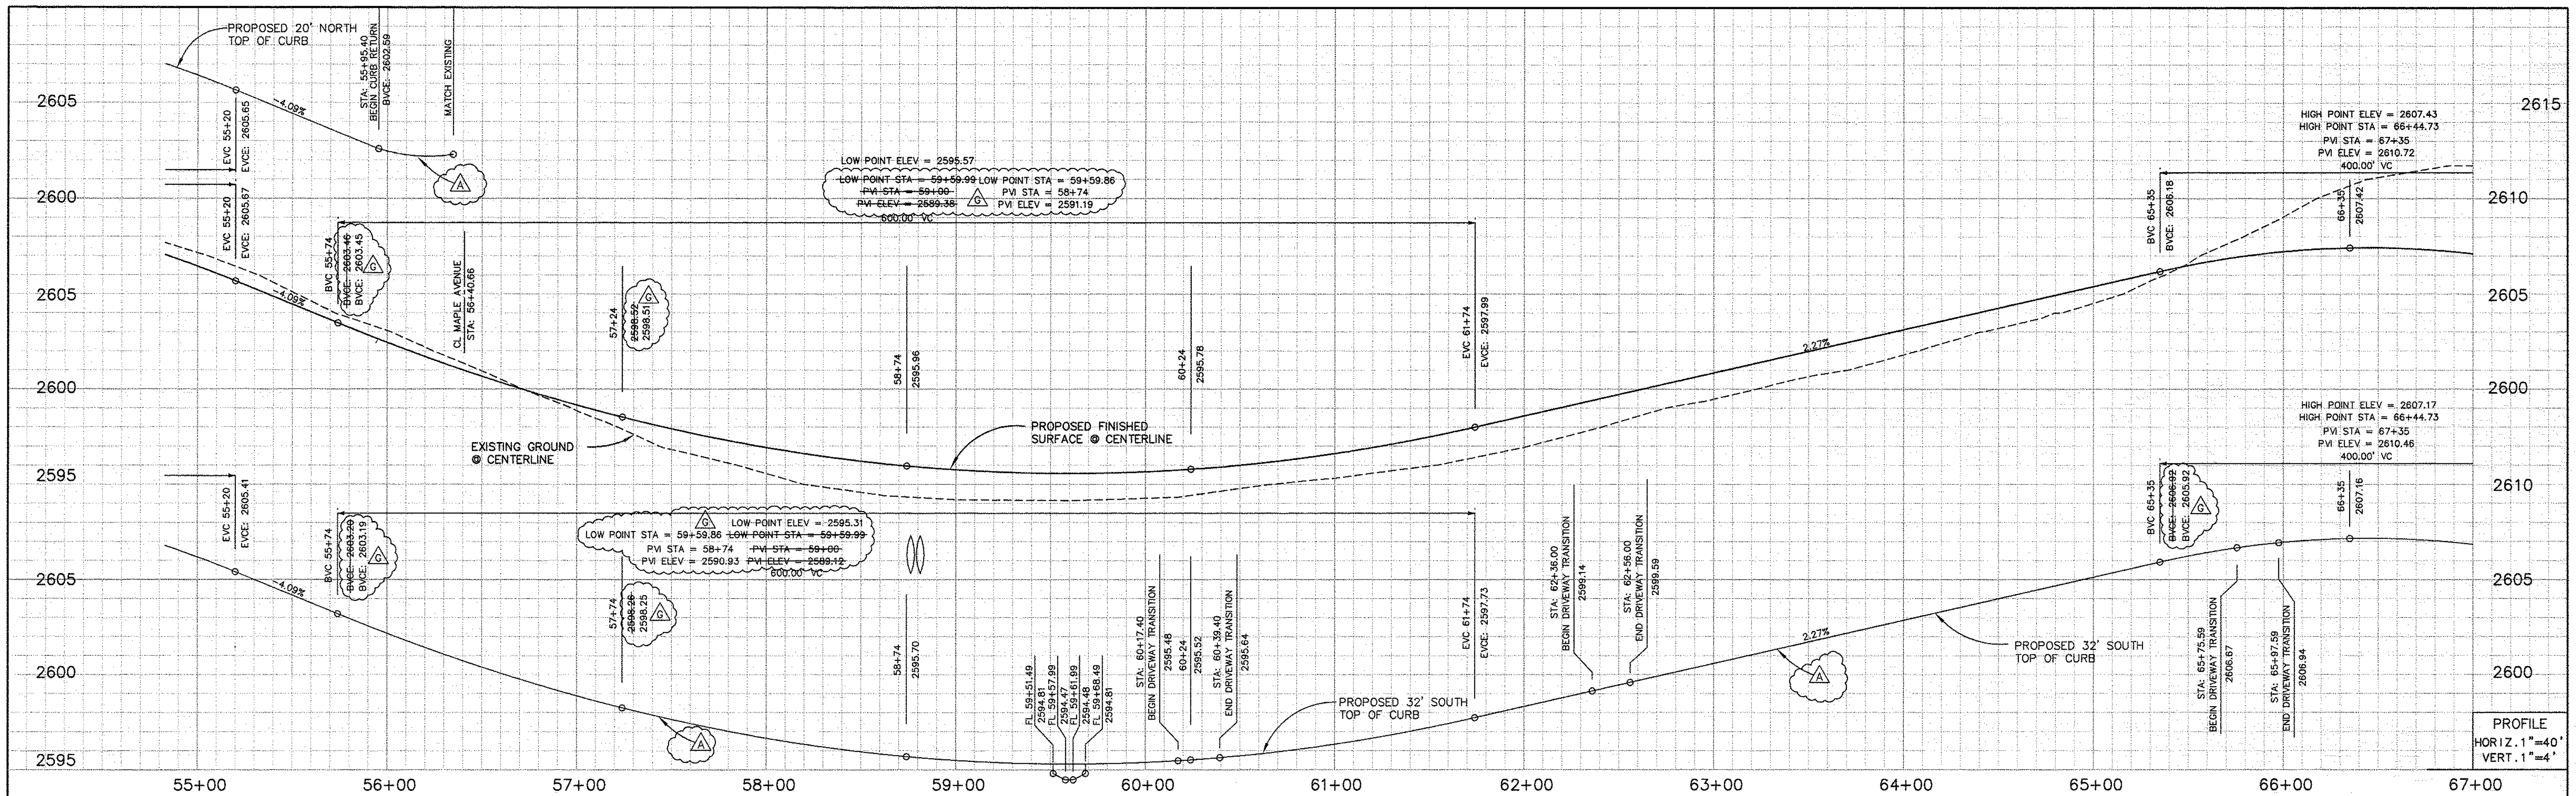 PROPOSED 20' NORTH
TOP OF CURB
STA: 55+95.40
BEGIN CURB RETURN
BVCE: 2602.59
MATCH EXISTING
2605
-4.09%
EVC 55+20
EVCE: 2605.65
A
2600
EVC 55+20
EVCE: 2605.67
BVC 55+74
BVCE: 2603.46
BVCE: 2603.45
G
CL MAPLE AVENUE
STA: 56+40.66
LOW POINT ELEV = 2595.57
LOW POINT STA = 59+59.99 LOW POINT STA = 59+59.86
PVI STA = 59+00 PVI STA = 58+74
PVI ELEV = 2589.38 G PVI ELEV = 2591.19
600.00' VC
HIGH POINT ELEV = 2607.43
HIGH POINT STA = 66+44.73
PVI STA = 67+35
PVI ELEV = 2610.72
400.00' VC
2615
2610
BVC 65+35
BVCE: 2606.18
66+35
2607.42
2605
-4.09%
57+24
2598.52
2598.51
G
58+74
2595.96
60+24
2595.78
EVC 61+74
EVCE: 2597.99
2.27%
2605
2600
EXISTING GROUND
@ CENTERLINE
PROPOSED FINISHED
SURFACE @ CENTERLINE
2600
HIGH POINT ELEV = 2607.17
HIGH POINT STA = 66+44.73
PVI STA = 67+35
PVI ELEV = 2610.46
400.00' VC
2595
EVC 55+20
EVCE: 2605.41
BVC 55+74
BVCE: 2603.20
BVCE: 2603.19
G
G LOW POINT ELEV = 2595.31
LOW POINT STA = 59+59.86 LOW POINT STA = 59+59.99
PVI STA = 58+74 PVI STA = 59+00
PVI ELEV = 2590.93 PVI ELEV = 2589.12
600.00' VC
2610
BVC 65+35
BVCE: 2606.92
BVCE: 2605.92
G
66+35
2607.16
2605
-4.09%
57+74
2598.26
2598.25
G
58+74
2595.70
FL 59+51.49
2594.81
FL 59+57.99
2594.47
FL 59+61.99
2594.48
FL 59+68.49
2594.81
STA: 60+17.40
BEGIN DRIVEWAY TRANSITION
2595.48
60+24
2595.52
STA: 60+39.40
END DRIVEWAY TRANSITION
2595.64
EVC 61+74
EVCE: 2597.73
STA: 62+36.00
BEGIN DRIVEWAY TRANSITION
2599.14
STA: 62+56.00
END DRIVEWAY TRANSITION
2599.59
2.27%
A
PROPOSED 32' SOUTH
TOP OF CURB
STA: 65+75.59
BEGIN DRIVEWAY TRANSITION
2606.67
STA: 65+97.59
END DRIVEWAY TRANSITION
2606.94
2605
2600
2600
A
PROPOSED 32' SOUTH
TOP OF CURB
2595
PROFILE
HORIZ.1"=40'
VERT.1"=4'
55+00 56+00 57+00 58+00 59+00 60+00 61+00 62+00 63+00 64+00 65+00 66+00 67+00